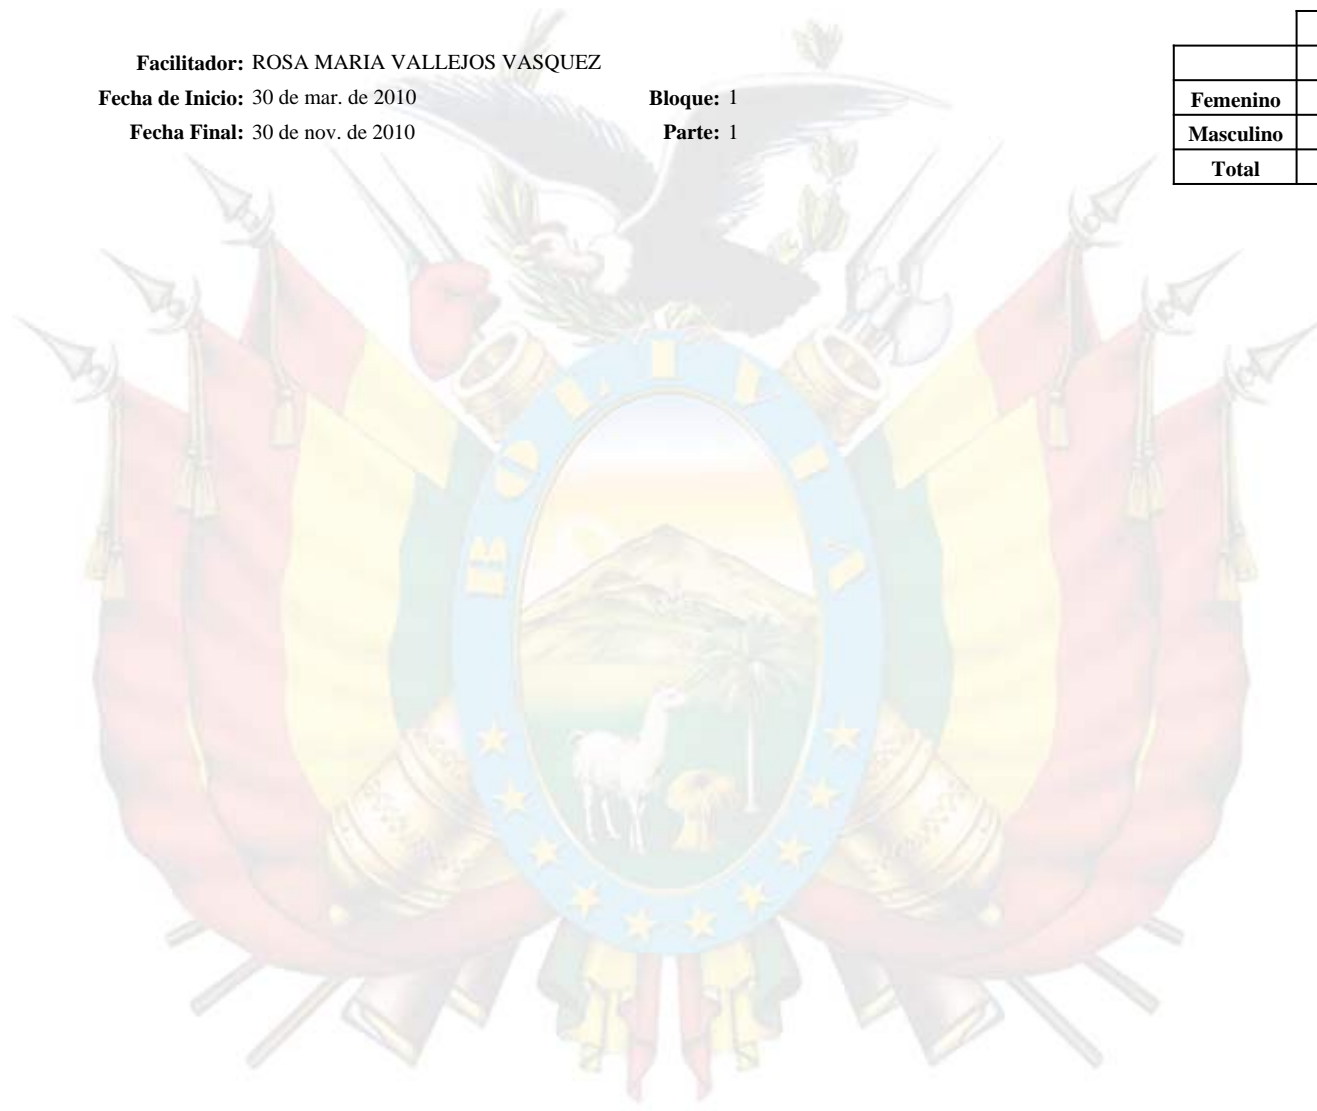 Facilitador: ROSA MARIA VALLEJOS VASQUEZ
Fecha de Inicio: 30 de mar. de 2010 Bloque: 1
Fecha Final: 30 de nov. de 2010 Parte: 1
Femenino
Masculino
Total
BOLIVIA